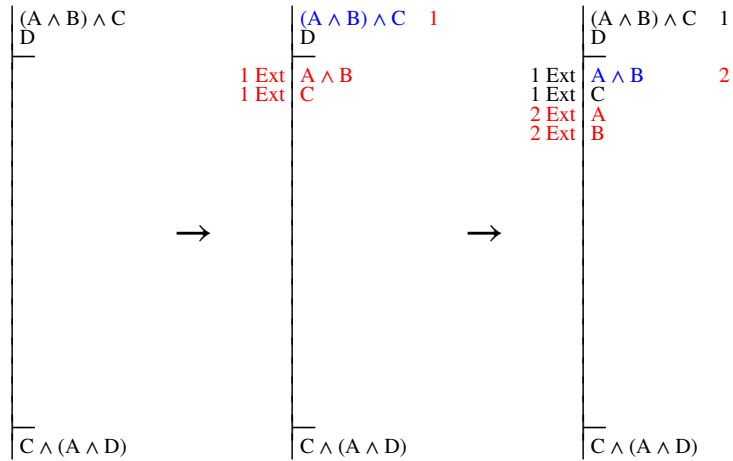 (A ∧ B) ∧ C
D
C ∧ (A ∧ D)
→
(A ∧ B) ∧ C 1
D
1 Ext A ∧ B
1 Ext C
C ∧ (A ∧ D)
→
(A ∧ B) ∧ C 1
D
1 Ext A ∧ B 2
1 Ext C
2 Ext A
2 Ext B
C ∧ (A ∧ D)